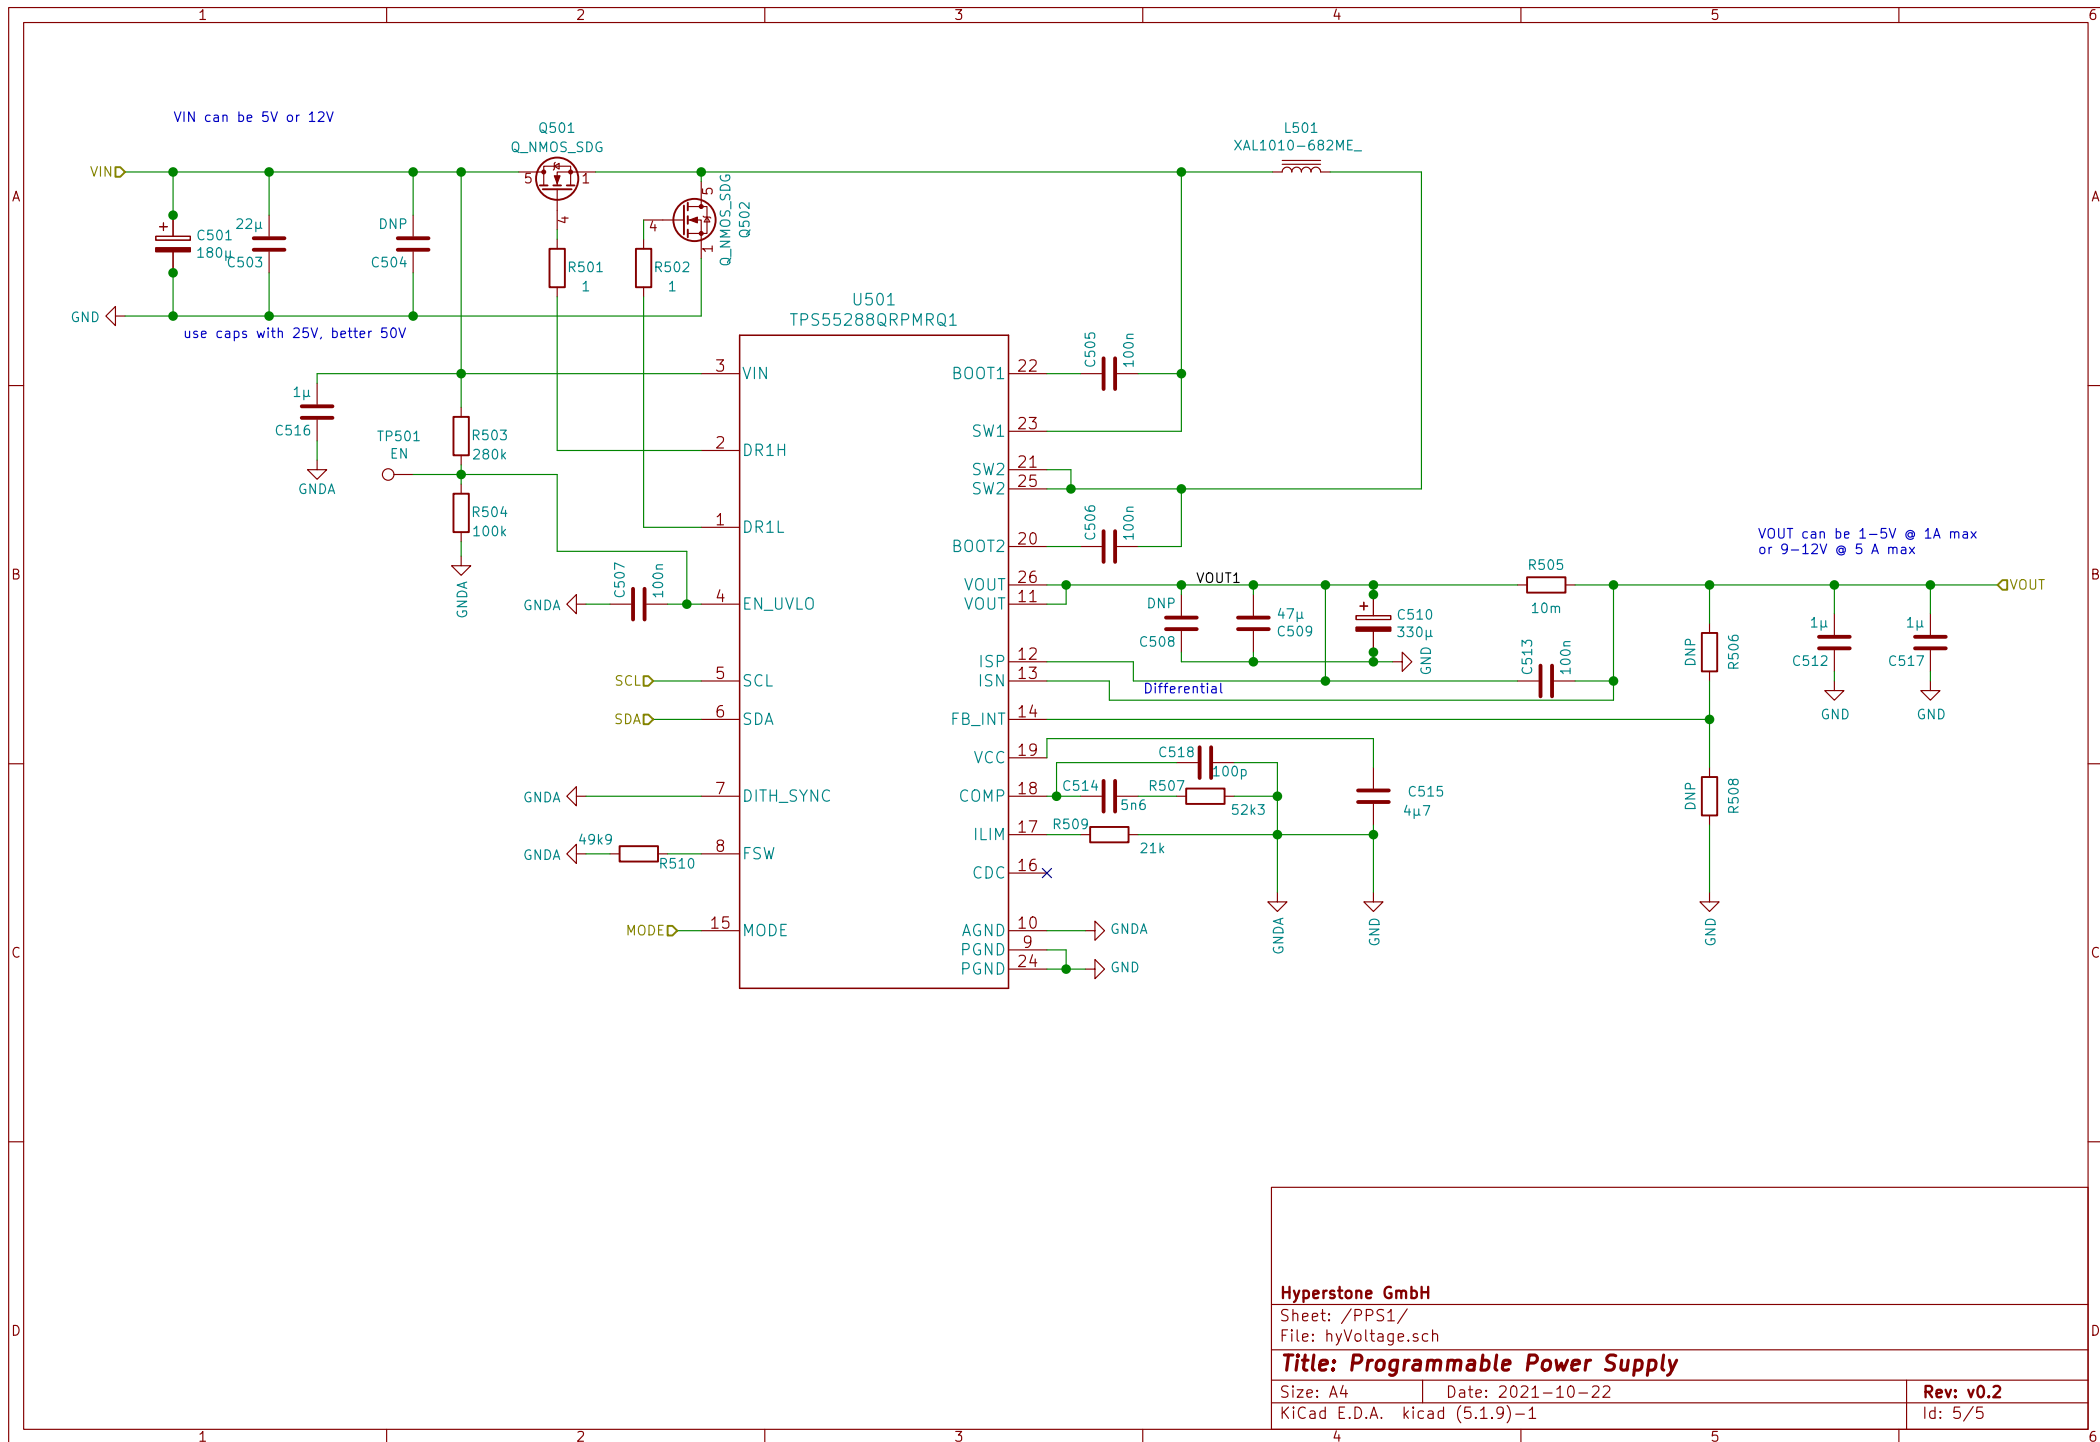 1 2 3 4 5 6
VIN can be 5V or 12V
Q501
Q_NMOS_SDG
L501
XAL1010-682ME_
VIN
5
1
4
5
4
1
Q_NMOS_SDG
Q502
A
A
+
C501
180µ
22µ
C503
DNP
C504
R501
1
R502
1
GND
use caps with 25V, better 50V
U501
TPS55288QRPMRQ1
3
VIN
BOOT1
22
C505
100n
1µ
C516
GNDA
TP501
EN
R503
280k
2
DR1H
SW1
23
SW2
21
SW2
25
R504
100k
GNDA
1
DR1L
BOOT2
20
C506
100n
VOUT can be 1-5V @ 1A max
or 9-12V @ 5 A max
B
B
GNDA
C507
100n
4
EN_UVLO
VOUT
26
VOUT
11
VOUT1
R505
10m
VOUT
DNP
C508
47µ
C509
+
C510
330µ
GND
ISP
12
ISN
13
Differential
C513
100n
DNP
R506
1µ
C512
GND
1µ
C517
GND
SCL
5
SCL
SDA
6
SDA
FB_INT
14
VCC
19
C518
100p
GNDA
7
DITH_SYNC
COMP
18
C514
5n6
R507
52k3
C515
4µ7
DNP
R508
ILIM
17
R509
21k
GNDA
49k9
R510
8
FSW
CDC
16
GNDA
GND
GND
MODE
15
MODE
AGND
10
GNDA
PGND
9
PGND
24
GND
C
C
Hyperstone GmbH
Sheet: /PPS1/
File: hyVoltage.sch
Title: Programmable Power Supply
Size: A4 Date: 2021-10-22 Rev: v0.2
KiCad E.D.A. kicad (5.1.9)-1 Id: 5/5
D
D
1 2 3 4 5 6